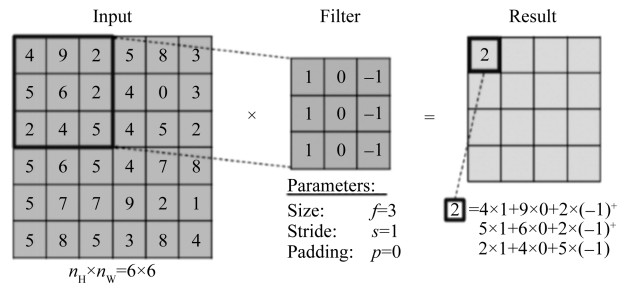 Input Filter Result
4 9 2 5 8 3
5 6 2 4 0 3
2 4 5 4 5 2
5 6 5 4 7 8
5 7 7 9 2 1
5 8 5 3 8 4
n_H×n_W=6×6
×
1 0 −1
1 0 −1
1 0 −1
Parameters:
Size: f=3
Stride: s=1
Padding: p=0
=
2
2 =4×1+9×0+2×(−1)+
5×1+6×0+2×(−1)+
2×1+4×0+5×(−1)